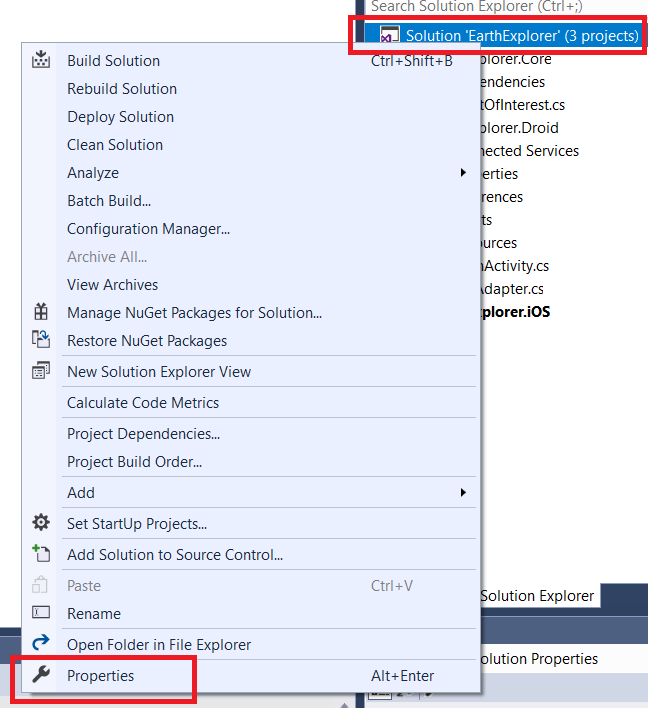 Search Solution Explorer (Ctrl+;)
Solution 'EarthExplorer' (3 projects)
plorer.Core
endencies
tOfInterest.cs
plorer.Droid
nected Services
erties
rences
ts
ources
nActivity.cs
Adapter.cs
xplorer.iOS
Build Solution Ctrl+Shift+B
Rebuild Solution
Deploy Solution
Clean Solution
Analyze
Batch Build...
Configuration Manager...
Archive All...
View Archives
Manage NuGet Packages for Solution...
Restore NuGet Packages
New Solution Explorer View
Calculate Code Metrics
Project Dependencies...
Project Build Order...
Add
Set StartUp Projects...
Add Solution to Source Control...
Paste Ctrl+V
Rename
Open Folder in File Explorer
Properties Alt+Enter
Solution Explorer
olution Properties